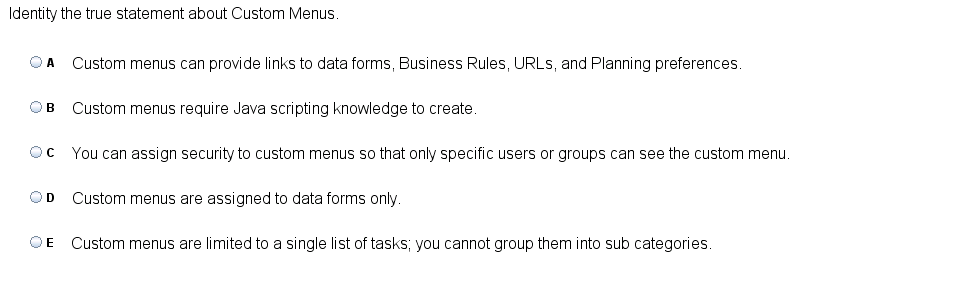 Identity the true statement about Custom Menus.
A Custom menus can provide links to data forms, Business Rules, URLs, and Planning preferences.
B Custom menus require Java scripting knowledge to create.
C You can assign security to custom menus so that only specific users or groups can see the custom menu.
D Custom menus are assigned to data forms only.
E Custom menus are limited to a single list of tasks; you cannot group them into sub categories.